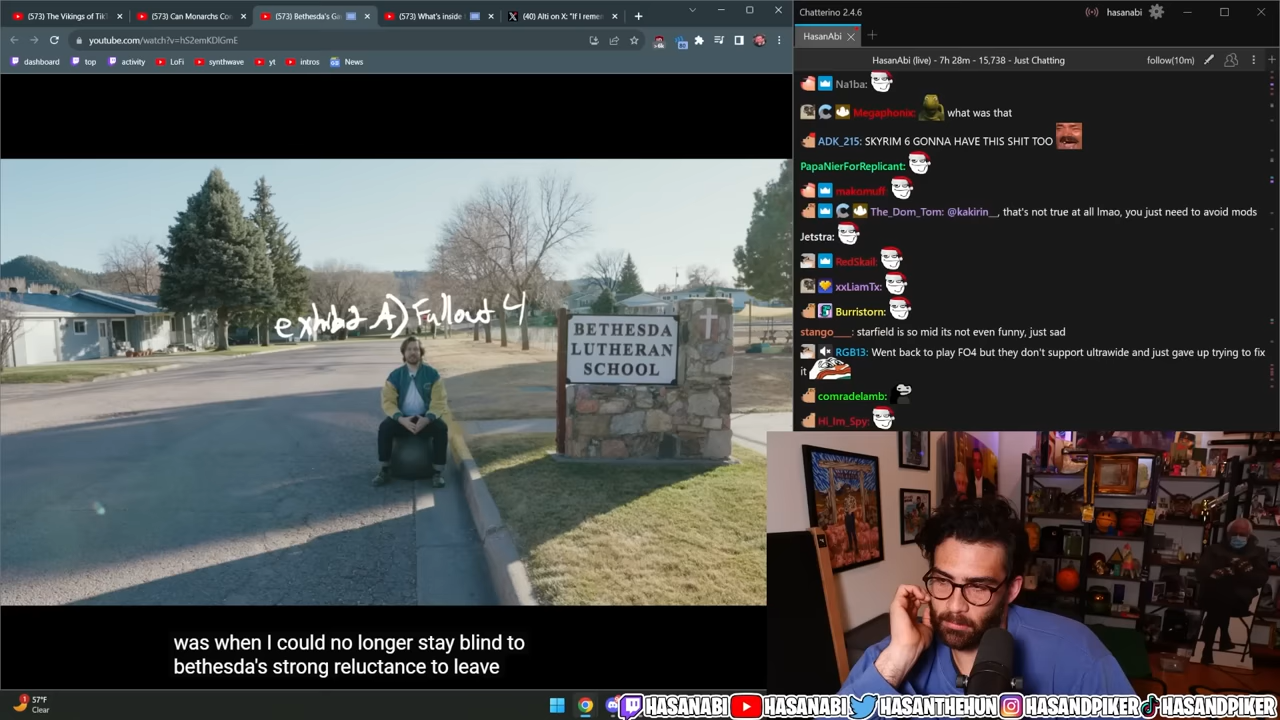 (573) The Vikings of Tik
(573) Can Monarchs Co
(573) Bethesda's Ga
(573) What's inside
(40) Alti on X: "If I remer
youtube.com/watch?v=hS2emKDlGmE
dashboard
top
activity
LoFi
synthwave
yt
intros
News
exhibit A) Fallout 4
BETHESDA
LUTHERAN
SCHOOL
was when I could no longer stay blind to
bethesda's strong reluctance to leave
57°F
Clear
Chatterino 2.4.6
hasanabi
HasanAbi
HasanAbi (live) - 7h 28m - 15,738 - Just Chatting
follow(10m)
Na1ba:
Megaphonix: what was that
ADK_215: SKYRIM 6 GONNA HAVE THIS SHIT TOO
PapaNierForReplicant:
makomuff:
The_Dom_Tom: @kakirin__, that's not true at all lmao, you just need to avoid mods
Jetstra:
RedSkail:
xxLiamTx:
Burristorn:
stango____: starfield is so mid its not even funny, just sad
RGB13: Went back to play FO4 but they don't support ultrawide and just gave up trying to fix
it
comradelamb:
Hi_Im_Spy:
HASANABI
HASANABI
HASANTHEHUN
HASANDPIKER
HASANDPIKER